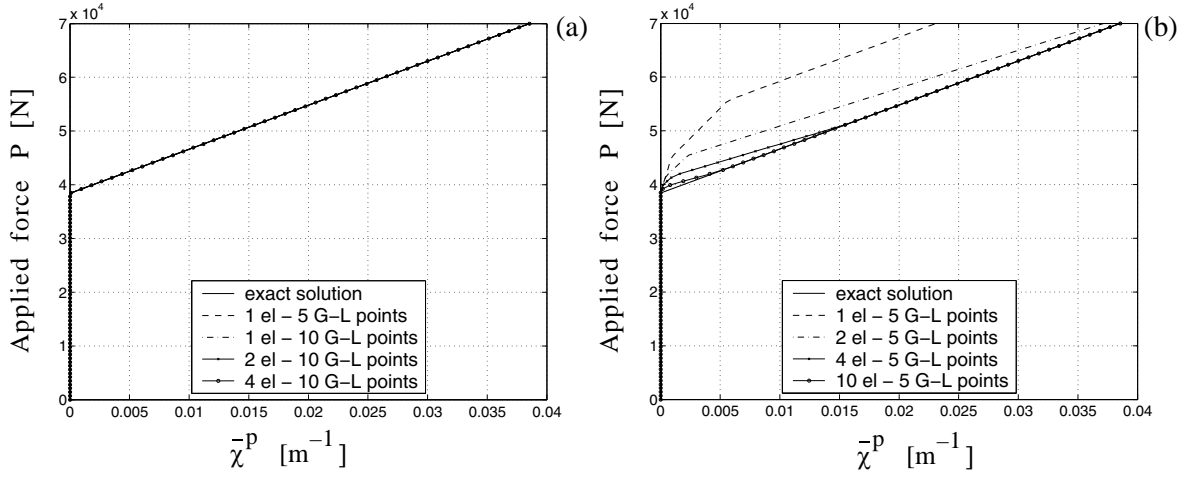 x 10⁴
(a)
7
6
5
4
3
2
1
0
0 0.005 0.01 0.015 0.02 0.025 0.03 0.035 0.04
Applied force P [N]
χ̄ᵖ [m⁻¹]
exact solution
1 el − 5 G−L points
1 el − 10 G−L points
2 el − 10 G−L points
4 el − 10 G−L points
x 10⁴
(b)
7
6
5
4
3
2
1
0
0 0.005 0.01 0.015 0.02 0.025 0.03 0.035 0.04
Applied force P [N]
χ̄ᵖ [m⁻¹]
exact solution
1 el − 5 G−L points
2 el − 5 G−L points
4 el − 5 G−L points
10 el − 5 G−L points